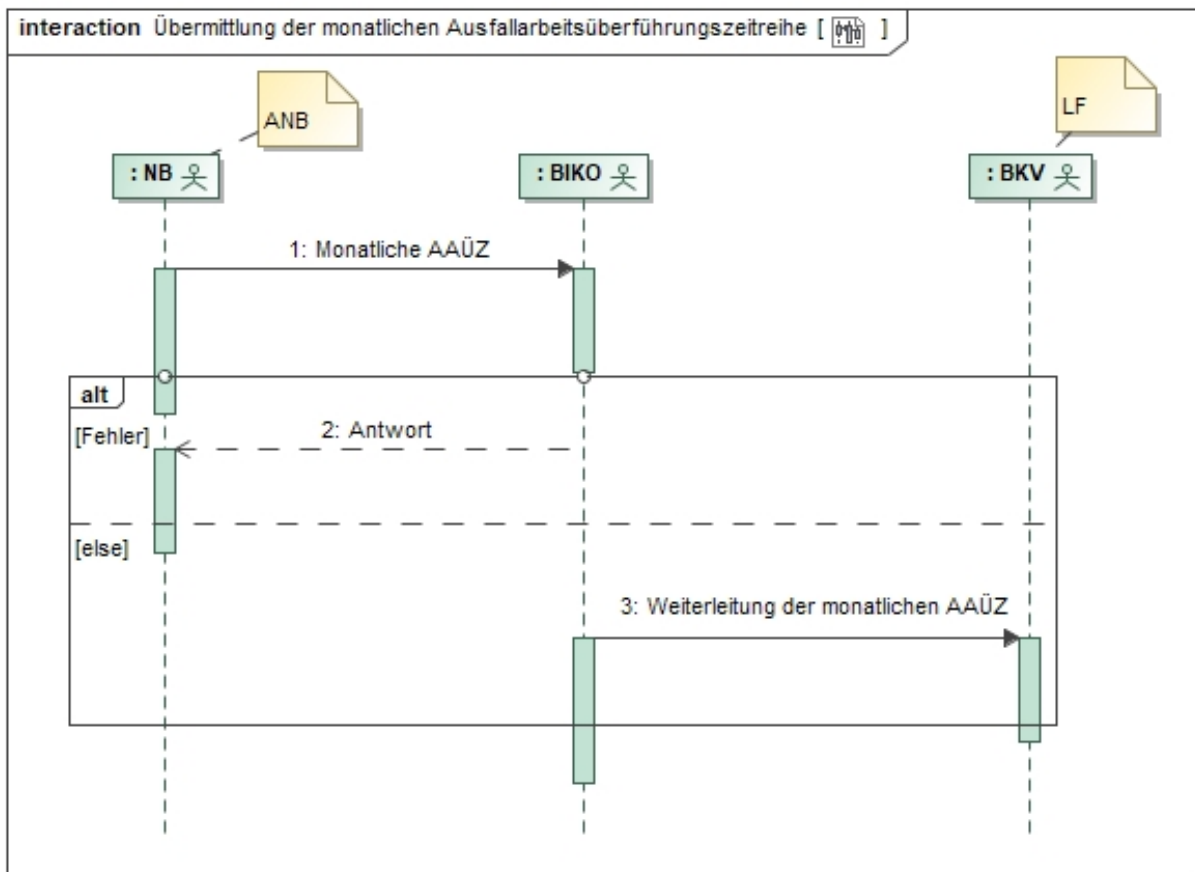 interaction Übermittlung der monatlichen Ausfallarbeitsüberführungszeitreihe [ ]
ANB
LF
: NB
: BIKO
: BKV
1: Monatliche AAÜZ
alt
[Fehler]
2: Antwort
[else]
3: Weiterleitung der monatlichen AAÜZ